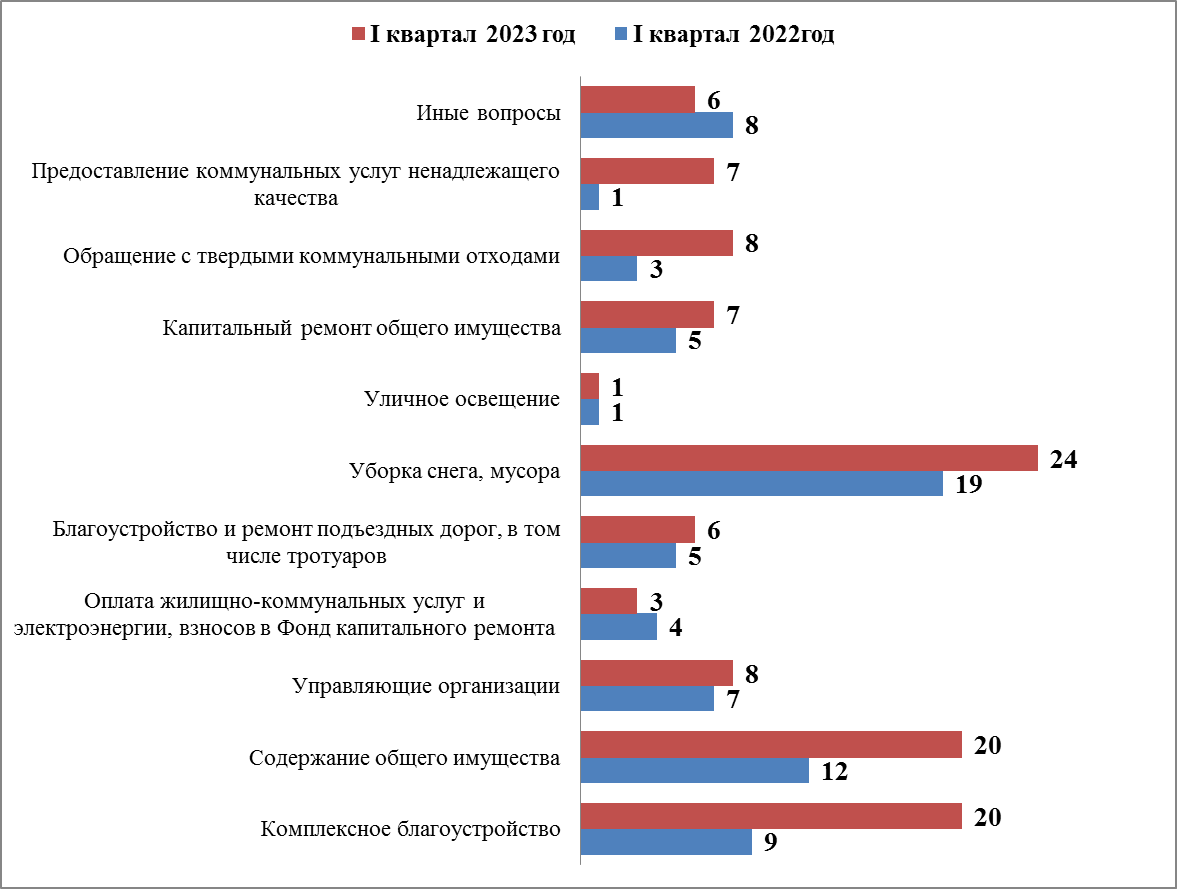 I квартал 2023 год I квартал 2022год
Иные вопросы
6
8
Предоставление коммунальных услуг ненадлежащего
качества
7
1
Обращение с твердыми коммунальными отходами
8
3
Капитальный ремонт общего имущества
7
5
Уличное освещение
1
1
Уборка снега, мусора
24
19
Благоустройство и ремонт подъездных дорог, в том
числе тротуаров
6
5
Оплата жилищно-коммунальных услуг и
электроэнергии, взносов в Фонд капитального ремонта
3
4
Управляющие организации
8
7
Содержание общего имущества
20
12
Комплексное благоустройство
20
9